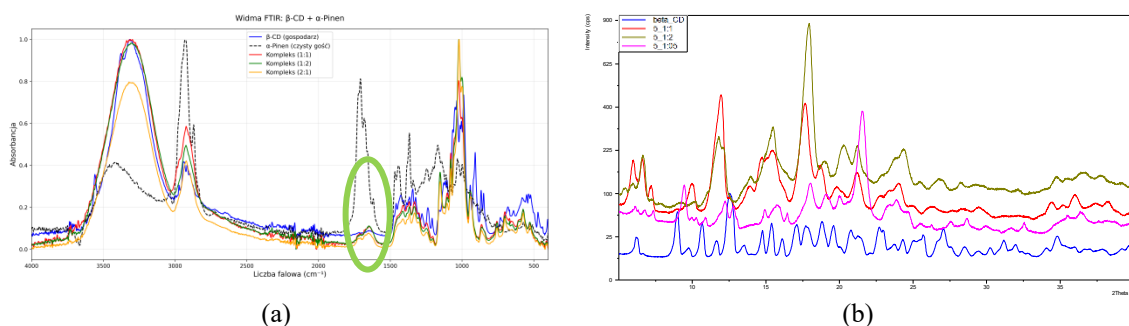 Widma FTIR: β-CD + α-Pinen
β-CD (gospodarz)
α-Pinen (czysty gość)
Kompleks (1:1)
Kompleks (1:2)
Kompleks (2:1)
Absorbancja
1.0
0.8
0.6
0.4
0.2
0.0
4000 3500 3000 2500 2000 1500 1000 500
Liczba falowa (cm⁻¹)
(a)
Intensity (cps)
beta_CD
b_1:1
b_1:2
b_1:05
900
625
400
225
100
25
0
10 15 20 25 30 35
2Theta
(b)